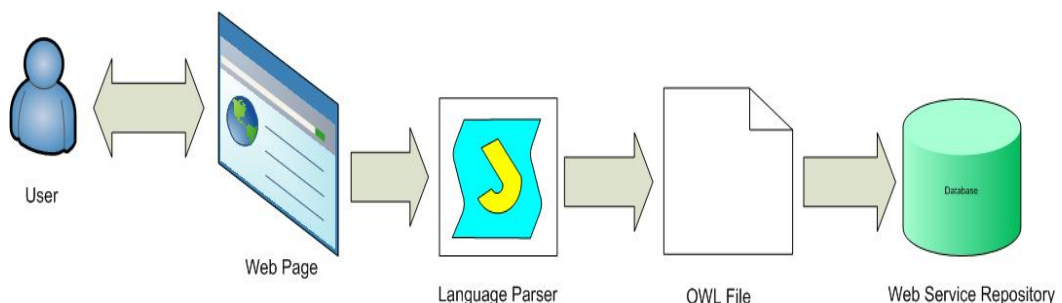 User
Web Page
J
Language Parser
OWL File
Database
Web Service Repository